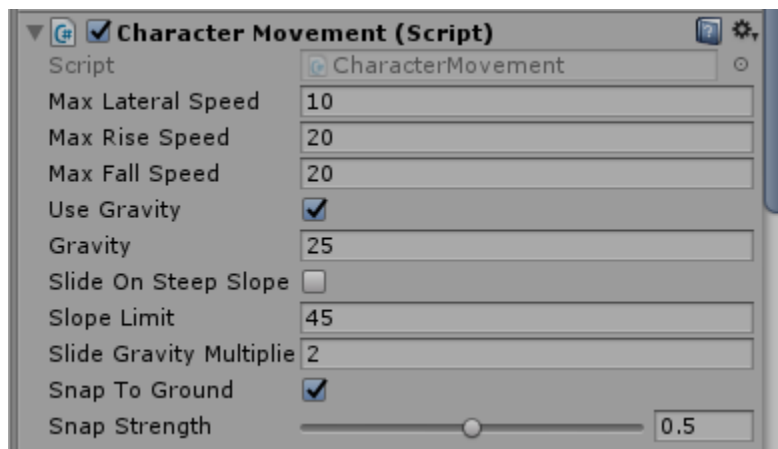 Character Movement (Script)
Script CharacterMovement
Max Lateral Speed 10
Max Rise Speed 20
Max Fall Speed 20
Use Gravity
Gravity 25
Slide On Steep Slope
Slope Limit 45
Slide Gravity Multiplie 2
Snap To Ground
Snap Strength 0.5